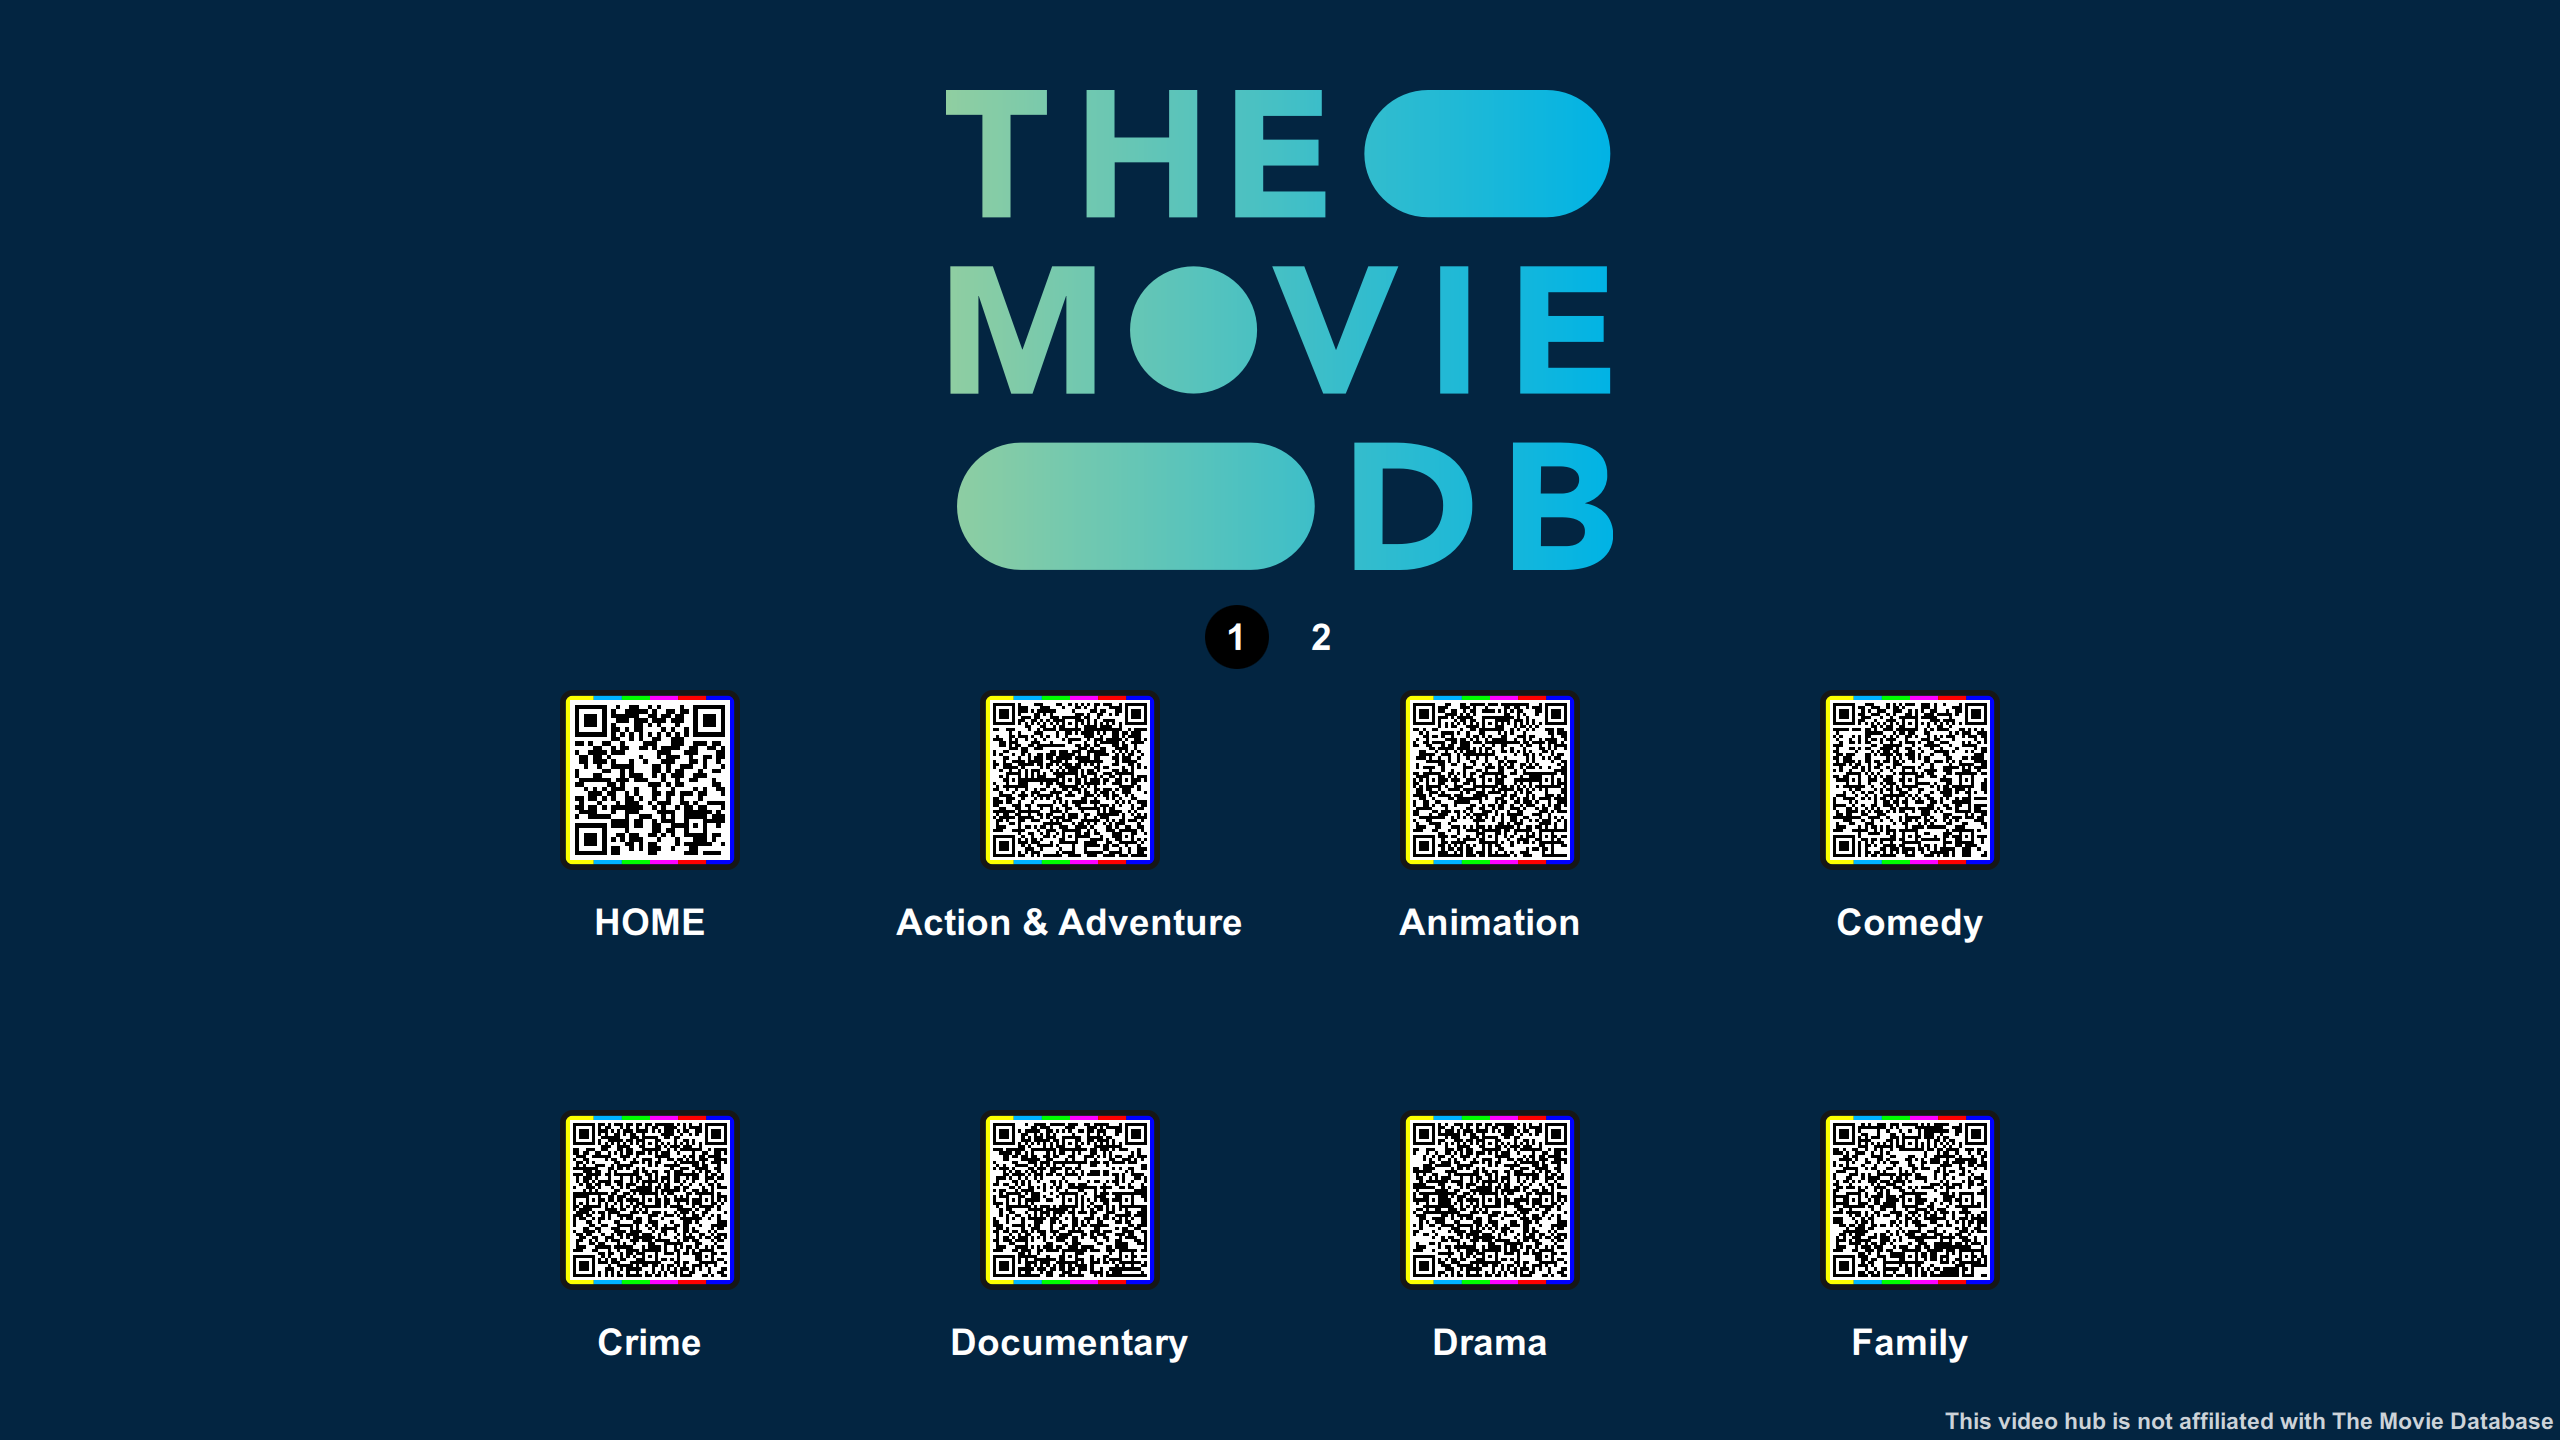 THE
MOVIE
DB
1 2
HOME Action & Adventure Animation Comedy
Crime Documentary Drama Family
This video hub is not affiliated with The Movie Database